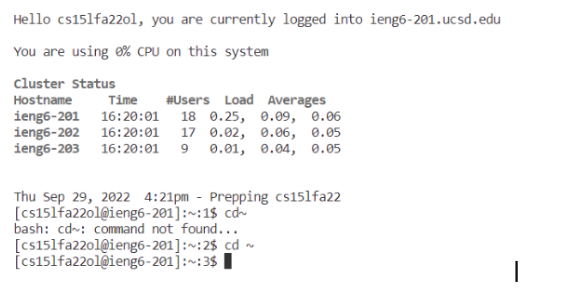 Hello cs15lfa22ol, you are currently logged into ieng6-201.ucsd.edu
You are using 0% CPU on this system
Cluster Status
Hostname Time #Users Load Averages
ieng6-201 16:20:01 18 0.25, 0.09, 0.06
ieng6-202 16:20:01 17 0.02, 0.06, 0.05
ieng6-203 16:20:01 9 0.01, 0.04, 0.05
Thu Sep 29, 2022 4:21pm - Prepping cs15lfa22
[cs15lfa22ol@ieng6-201]:~:1$ cd~
bash: cd~: command not found...
[cs15lfa22ol@ieng6-201]:~:2$ cd ~
[cs15lfa22ol@ieng6-201]:~:3$